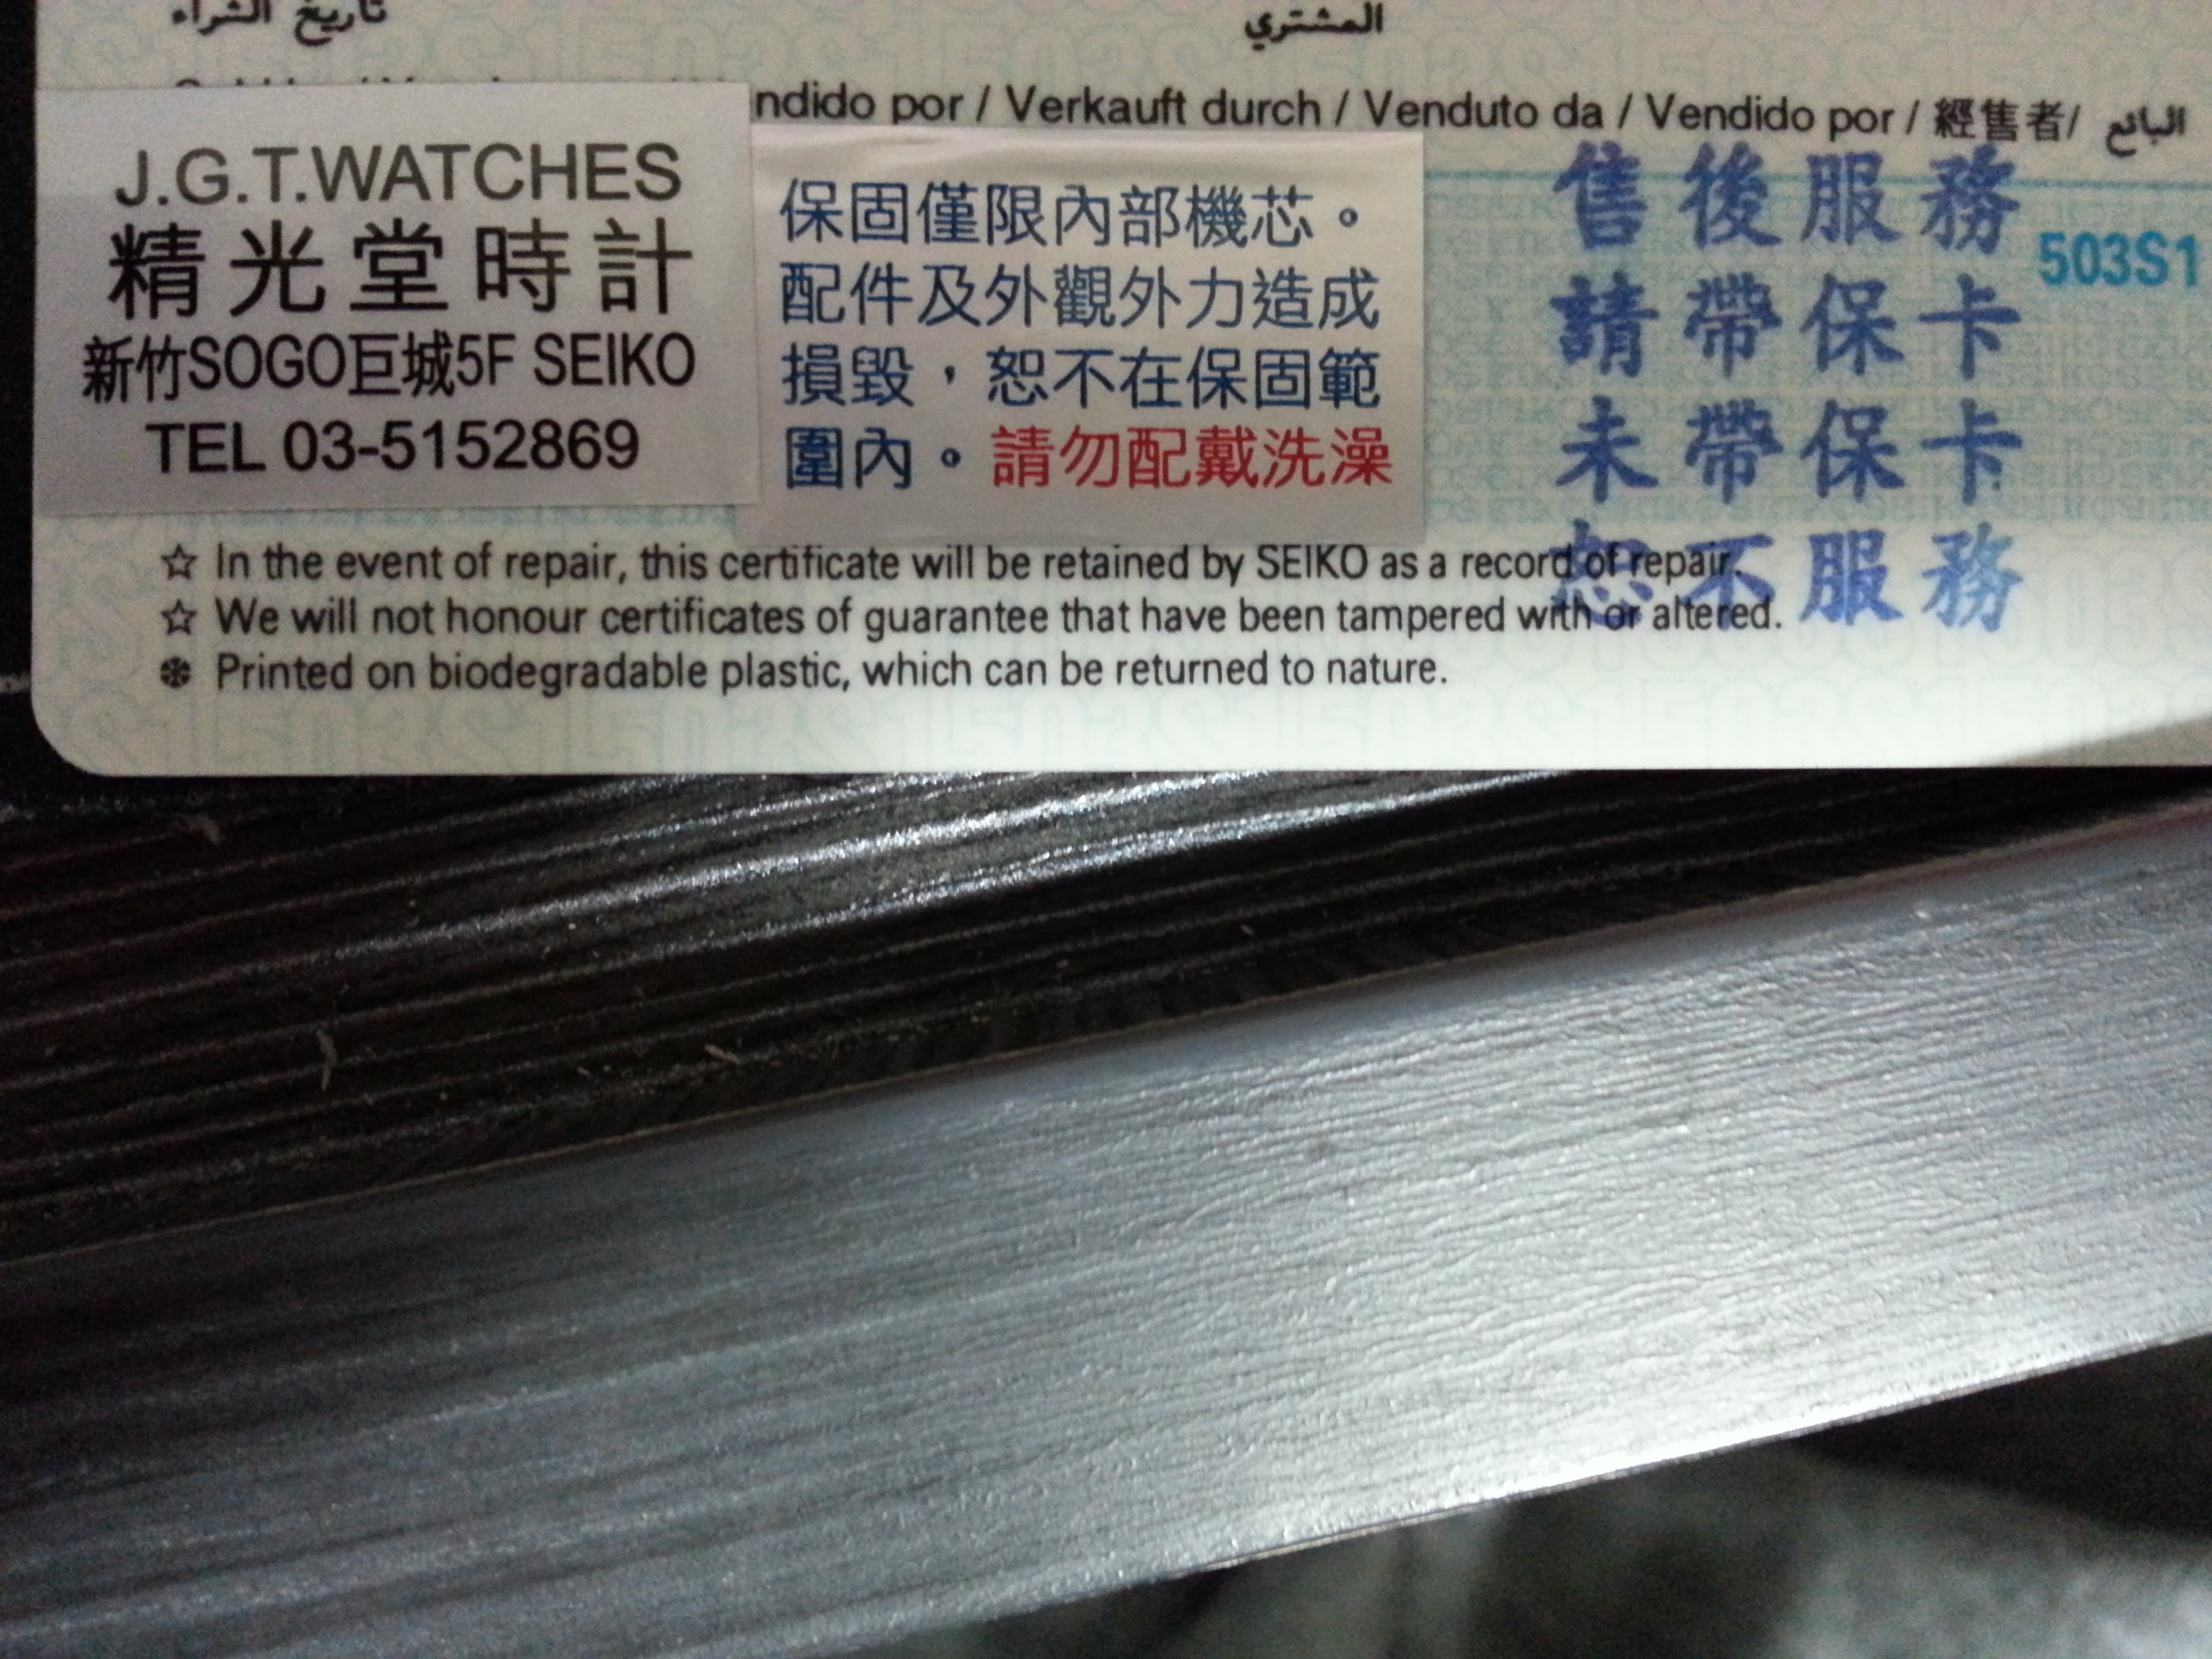 تاريخ الشراء
المشتري
ndido por / Verkauft durch / Venduto da / Vendido por / 經售者/ البائع
J.G.T.WATCHES
精光堂時計
新竹SOGO巨城5F SEIKO
TEL 03-5152869
保固僅限內部機芯。
配件及外觀外力造成
損毀，恕不在保固範
圍內。請勿配戴洗澡
售後服務
請帶保卡
未帶保卡
恕不服務
503S1
☆ In the event of repair, this certificate will be retained by SEIKO as a record of repair.
☆ We will not honour certificates of guarantee that have been tampered with or altered.
❄ Printed on biodegradable plastic, which can be returned to nature.